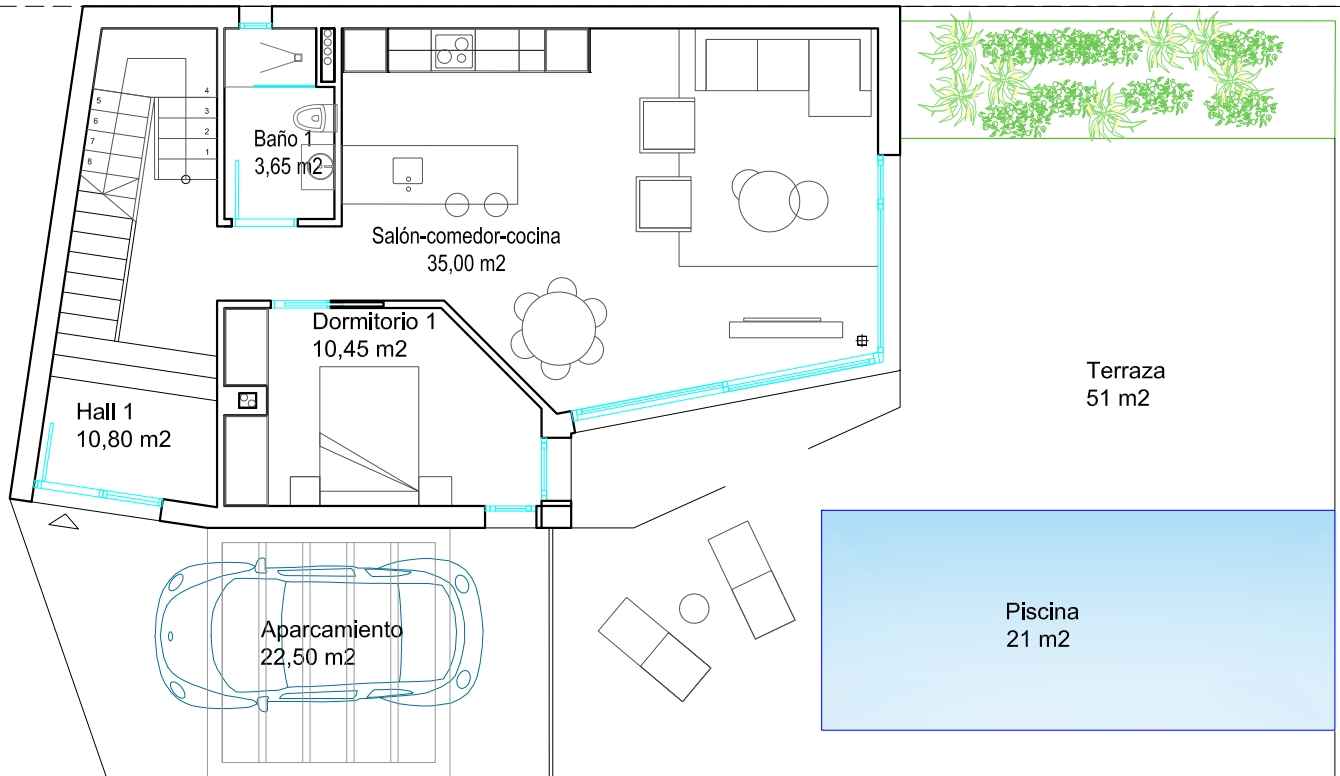 4
3
2
1
5
6
7
8
Baño 1
3,65 m2
Salón-comedor-cocina
35,00 m2
Dormitorio 1
10,45 m2
Hall 1
10,80 m2
Terraza
51 m2
Aparcamiento
22,50 m2
Piscina
21 m2